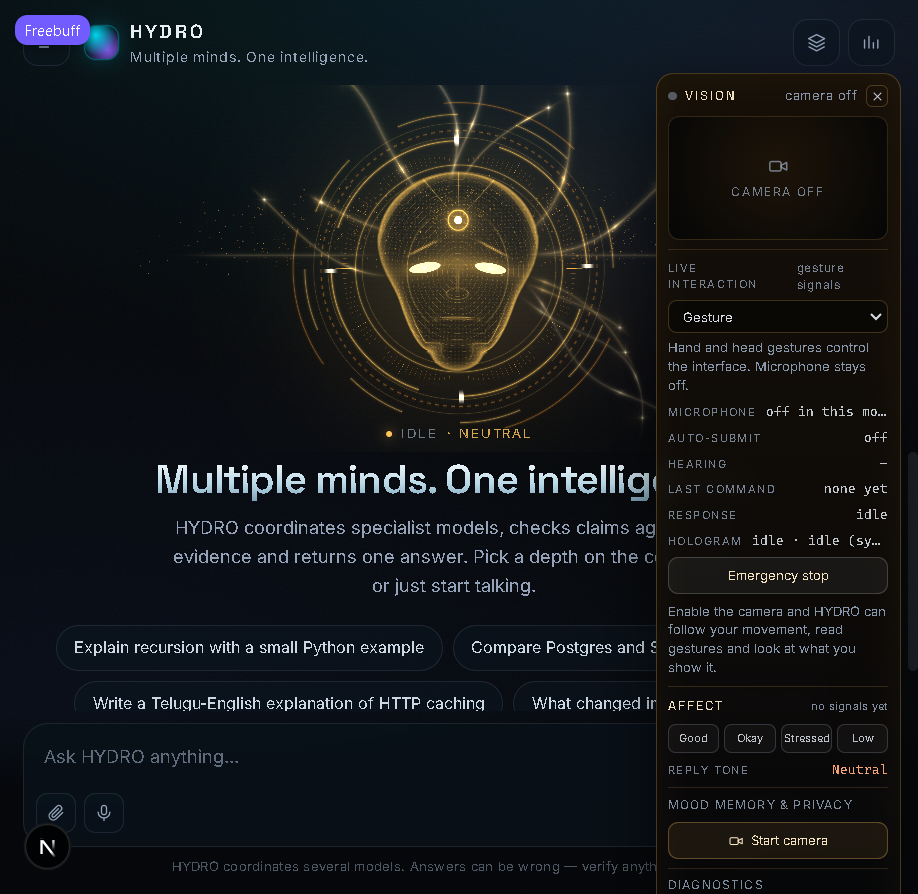 Freebuff
HYDRO
Multiple minds. One intelligence.
VISION
camera off
CAMERA OFF
LIVE INTERACTION
gesture signals
Gesture
Hand and head gestures control
the interface. Microphone stays
off.
MICROPHONE off in this mo…
AUTO-SUBMIT off
HEARING –
LAST COMMAND none yet
RESPONSE idle
HOLOGRAM idle · idle (sy…
Emergency stop
Enable the camera and HYDRO can
follow your movement, read
gestures and look at what you
show it.
AFFECT no signals yet
Good Okay Stressed Low
REPLY TONE Neutral
MOOD MEMORY & PRIVACY
Start camera
DIAGNOSTICS
IDLE · NEUTRAL
Multiple minds. One intellig
HYDRO coordinates specialist models, checks claims ag
evidence and returns one answer. Pick a depth on the c
or just start talking.
Explain recursion with a small Python example
Compare Postgres and S
Write a Telugu-English explanation of HTTP caching
What changed in
Ask HYDRO anything...
N
HYDRO coordinates several models. Answers can be wrong — verify anyth